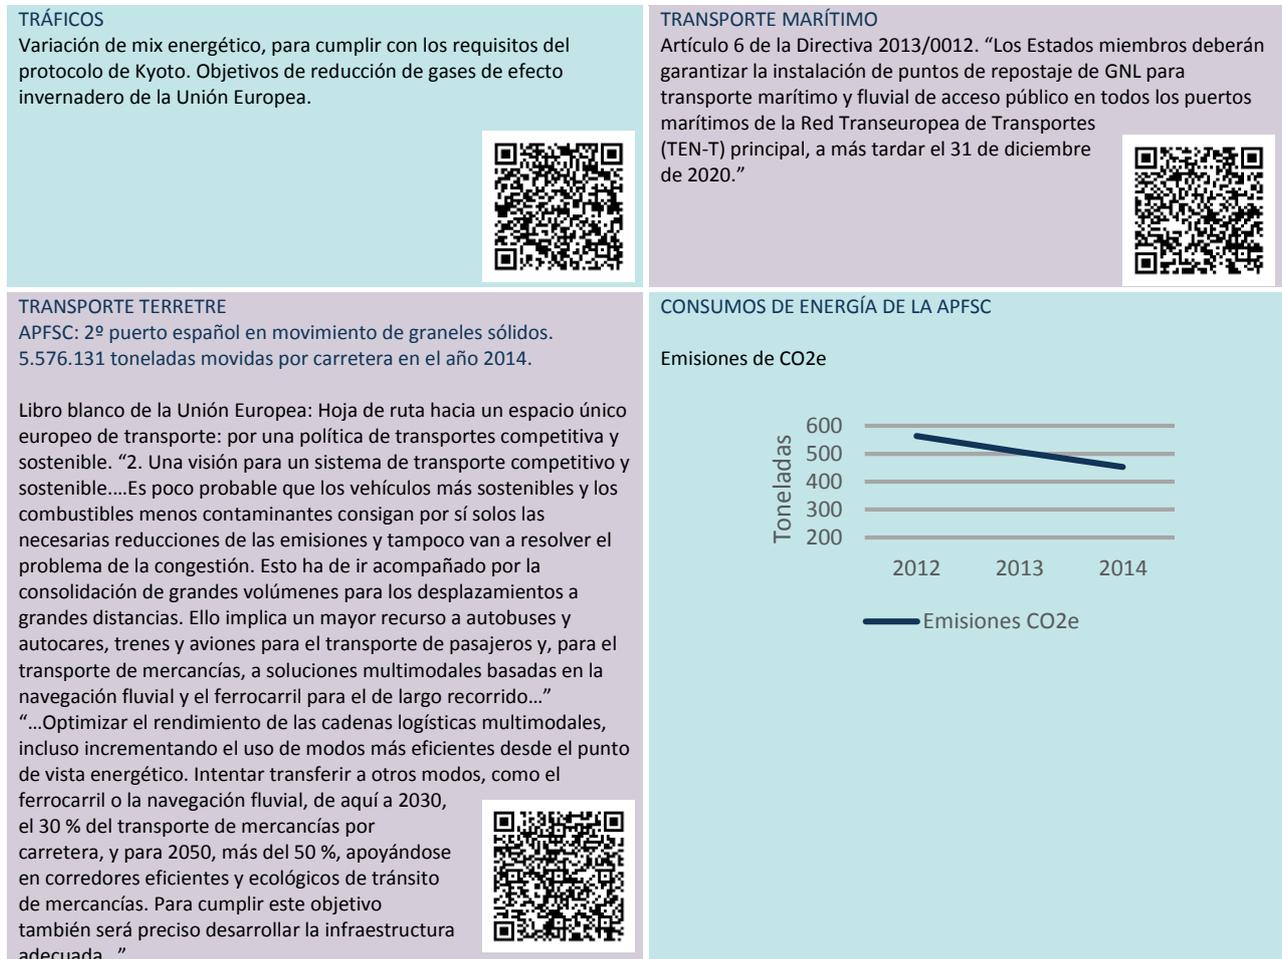 TRÁFICOS
Variación de mix energético, para cumplir con los requisitos del
protocolo de Kyoto. Objetivos de reducción de gases de efecto
invernadero de la Unión Europea.
TRANSPORTE MARÍTIMO
Artículo 6 de la Directiva 2013/0012. “Los Estados miembros deberán
garantizar la instalación de puntos de repostaje de GNL para
transporte marítimo y fluvial de acceso público en todos los puertos
marítimos de la Red Transeuropea de Transportes
(TEN-T) principal, a más tardar el 31 de diciembre
de 2020.”
TRANSPORTE TERRETRE
APFSC: 2º puerto español en movimiento de graneles sólidos.
5.576.131 toneladas movidas por carretera en el año 2014.
Libro blanco de la Unión Europea: Hoja de ruta hacia un espacio único
europeo de transporte: por una política de transportes competitiva y
sostenible. “2. Una visión para un sistema de transporte competitivo y
sostenible....Es poco probable que los vehículos más sostenibles y los
combustibles menos contaminantes consigan por sí solos las
necesarias reducciones de las emisiones y tampoco van a resolver el
problema de la congestión. Esto ha de ir acompañado por la
consolidación de grandes volúmenes para los desplazamientos a
grandes distancias. Ello implica un mayor recurso a autobuses y
autocares, trenes y aviones para el transporte de pasajeros y, para el
transporte de mercancías, a soluciones multimodales basadas en la
navegación fluvial y el ferrocarril para el de largo recorrido…”
“…Optimizar el rendimiento de las cadenas logísticas multimodales,
incluso incrementando el uso de modos más eficientes desde el punto
de vista energético. Intentar transferir a otros modos, como el
ferrocarril o la navegación fluvial, de aquí a 2030,
el 30 % del transporte de mercancías por
carretera, y para 2050, más del 50 %, apoyándose
en corredores eficientes y ecológicos de tránsito
de mercancías. Para cumplir este objetivo
también será preciso desarrollar la infraestructura
adecuada…”
CONSUMOS DE ENERGÍA DE LA APFSC
Emisiones de CO2e
Toneladas
600
500
400
300
200
2012 2013 2014
Emisiones CO2e